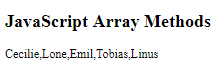 JavaScript Array Methods
Cecilie,Lone,Emil,Tobias,Linus